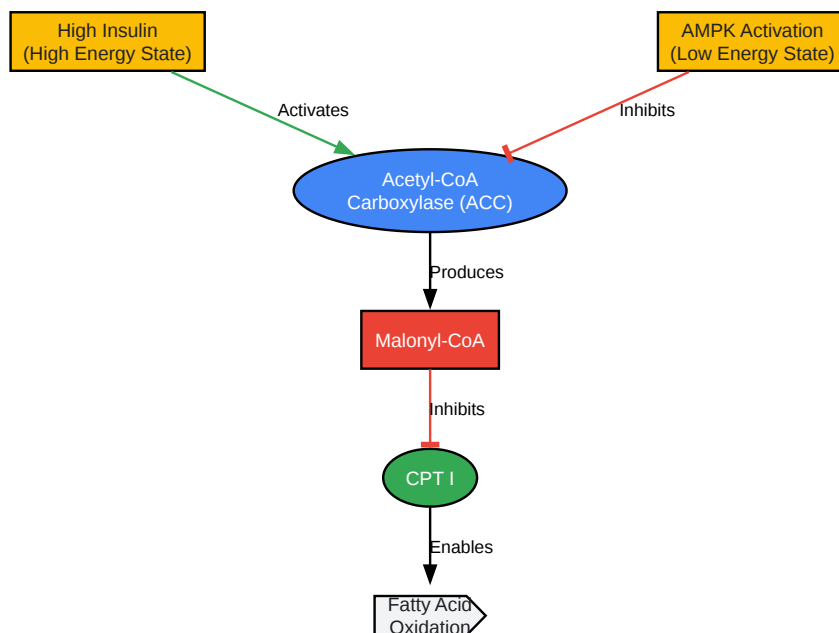 High Insulin
(High Energy State)
AMPK Activation
(Low Energy State)
Activates
Inhibits
Acetyl-CoA
Carboxylase (ACC)
Produces
Malonyl-CoA
Inhibits
CPT I
Enables
Fatty Acid
Oxidation